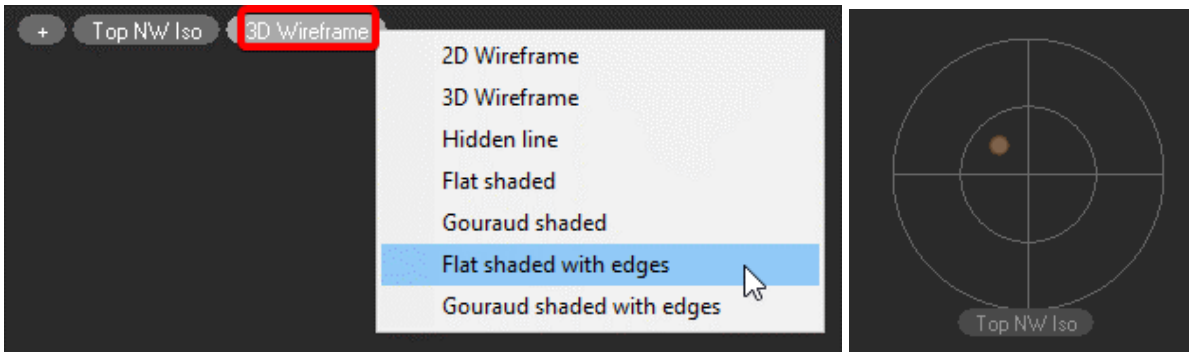 + Top NW Iso 3D Wireframe
2D Wireframe
3D Wireframe
Hidden line
Flat shaded
Gouraud shaded
Flat shaded with edges
Gouraud shaded with edges
Top NW Iso